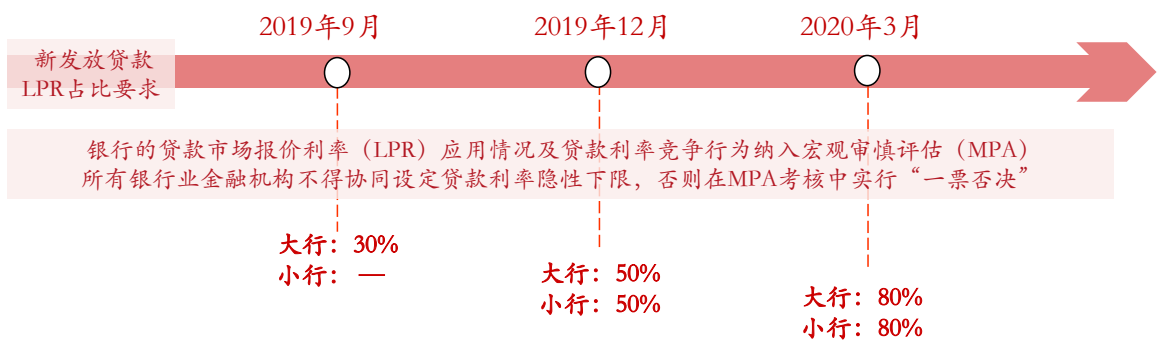 2019年9月
2019年12月
2020年3月
新发放贷款
LPR占比要求
银行的贷款市场报价利率（LPR）应用情况及贷款利率竞争行为纳入宏观审慎评估（MPA）
所有银行业金融机构不得协同设定贷款利率隐性下限，否则在MPA考核中实行“一票否决”
大行：30%
小行：—
大行：50%
小行：50%
大行：80%
小行：80%